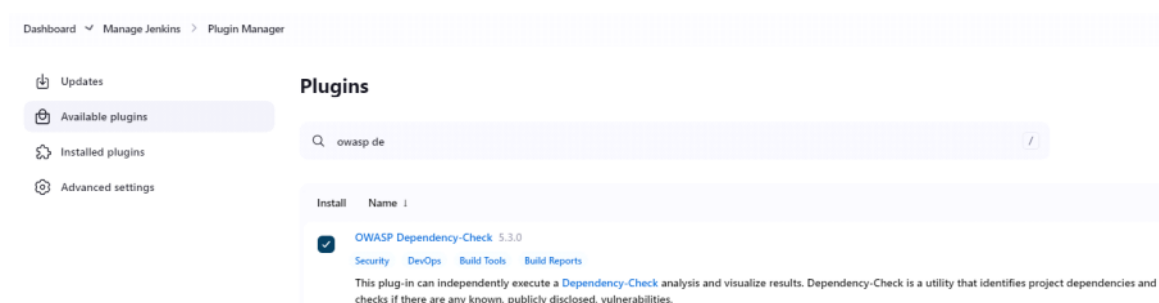 Dashboard Manage Jenkins > Plugin Manager
Updates
Available plugins
Installed plugins
Advanced settings
Plugins
owasp de /
Install Name ↓
OWASP Dependency-Check 5.3.0
Security DevOps Build Tools Build Reports
This plug-in can independently execute a Dependency-Check analysis and visualize results. Dependency-Check is a utility that identifies project dependencies and
checks if there are any known, publicly disclosed, vulnerabilities.